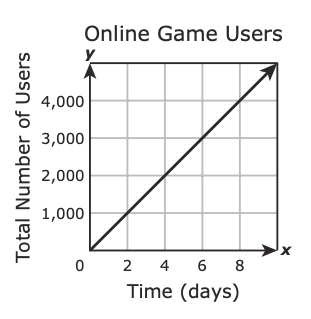 Online Game Users
y
Total Number of Users
4,000
3,000
2,000
1,000
0 2 4 6 8 x
Time (days)